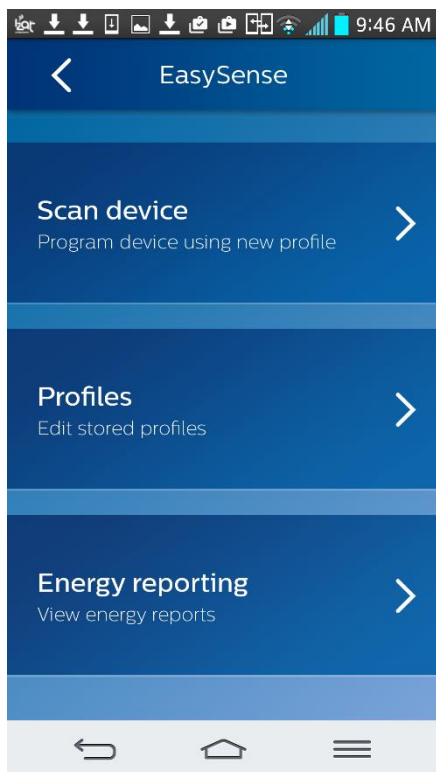 9:46 AM
EasySense
Scan device
Program device using new profile
Profiles
Edit stored profiles
Energy reporting
View energy reports